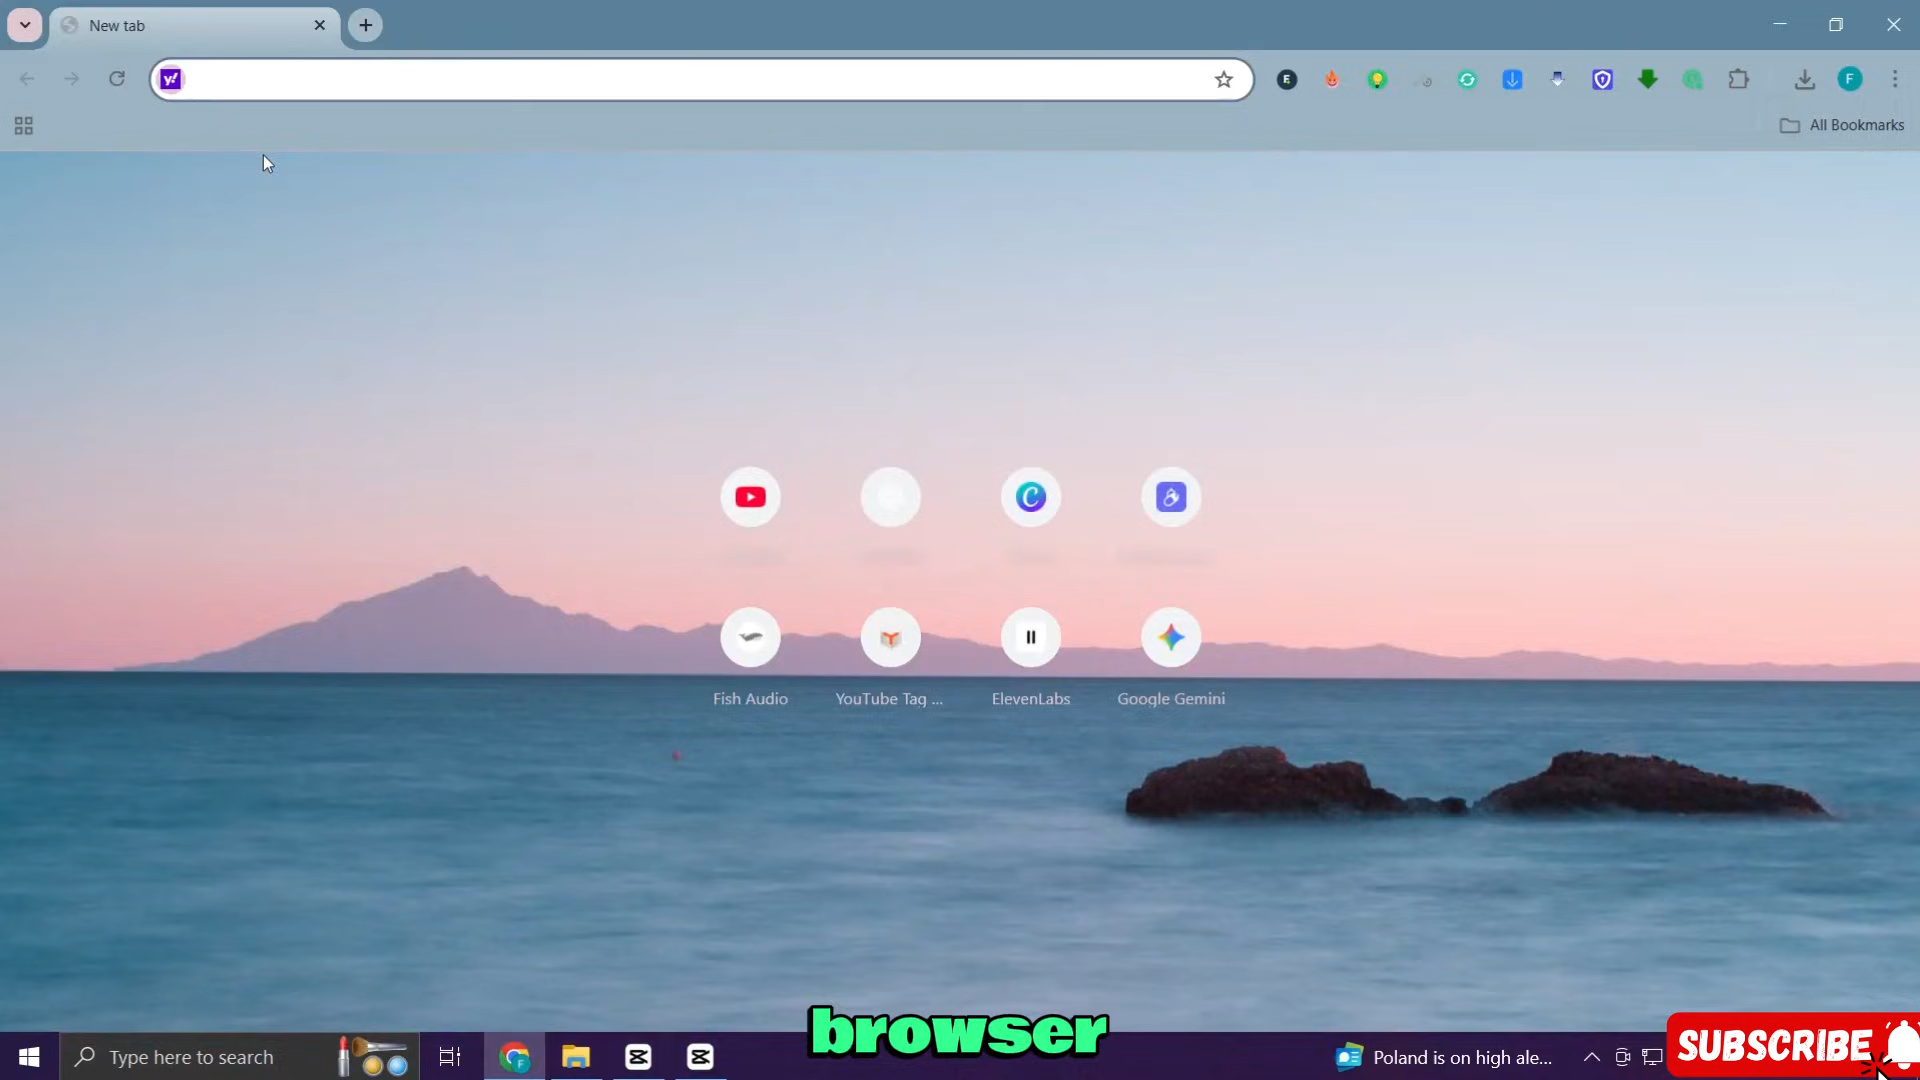 New tab
y!
E
F
All Bookmarks
Fish Audio
YouTube Tag ...
ElevenLabs
Google Gemini
browser
Type here to search
F
Poland is on high ale...
SUBSCRIBE